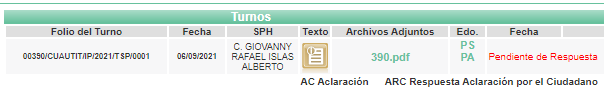 Turnos
Folio del Turno Fecha SPH Texto Archivos Adjuntos Edo. Fecha
00390/CUAUTIT/IP/2021/TSP/0001 06/09/2021 C. GIOVANNY RAFAEL ISLAS ALBERTO 390.pdf PS PA Pendiente de Respuesta
AC Aclaración ARC Respuesta Aclaración por el Ciudadano